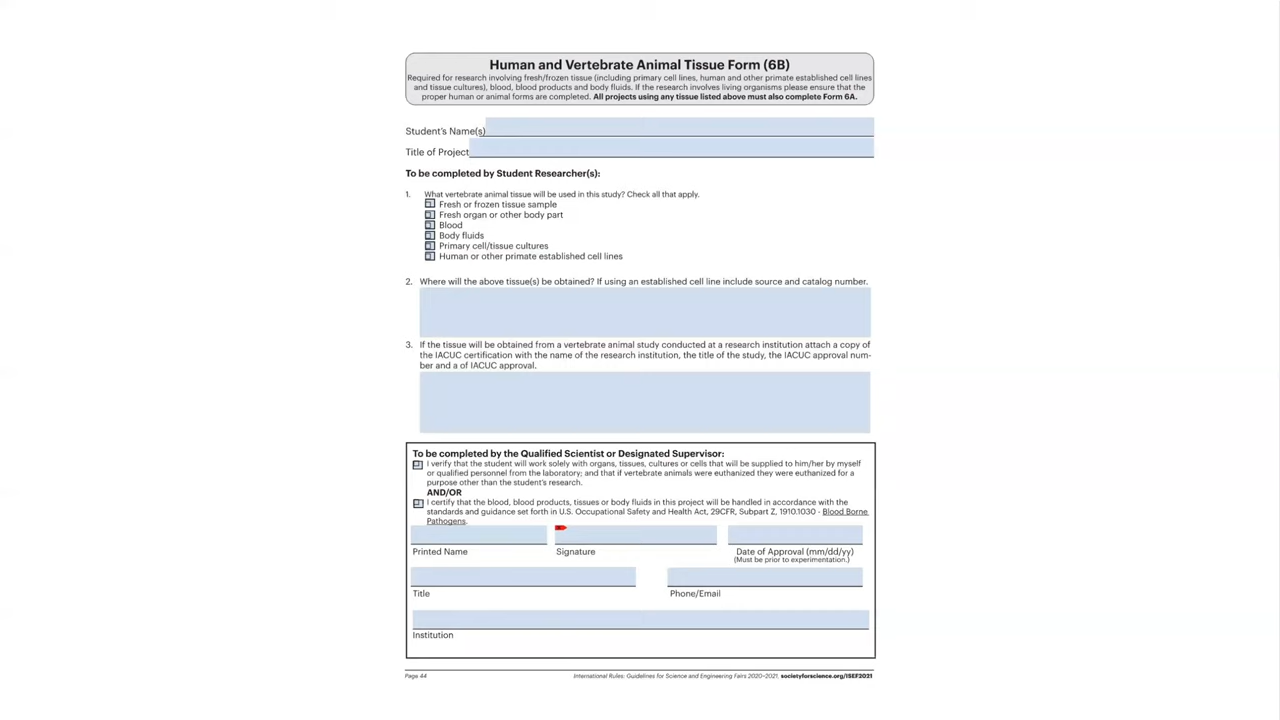 Human and Vertebrate Animal Tissue Form (6B)
Required for research involving fresh/frozen tissue (including primary cell lines, human and other primate established cell lines
and tissue cultures), blood, blood products and body fluids. If the research involves living organisms please ensure that the
proper human or animal forms are completed. All projects using any tissue listed above must also complete Form 6A.
Student's Name(s)
Title of Project
To be completed by Student Researcher(s):
1. What vertebrate animal tissue will be used in this study? Check all that apply.
Fresh or frozen tissue sample
Fresh organ or other body part
Blood
Body fluids
Primary cell/tissue cultures
Human or other primate established cell lines
2. Where will the above tissue(s) be obtained? If using an established cell line include source and catalog number.
3. If the tissue will be obtained from a vertebrate animal study conducted at a research institution attach a copy of
the IACUC certification with the name of the research institution, the title of the study, the IACUC approval num-
ber and a of IACUC approval.
To be completed by the Qualified Scientist or Designated Supervisor:
I verify that the student will work solely with organs, tissues, cultures or cells that will be supplied to him/her by myself
or qualified personnel from the laboratory; and that if vertebrate animals were euthanized they were euthanized for a
purpose other than the student's research.
AND/OR
I certify that the blood, blood products, tissues or body fluids in this project will be handled in accordance with the
standards and guidance set forth in U.S. Occupational Safety and Health Act, 29CFR, Subpart Z, 1910.1030 - Blood Borne
Pathogens.
Printed Name Signature Date of Approval (mm/dd/yy)
(Must be prior to experimentation.)
Title Phone/Email
Institution
Page 44 International Rules: Guidelines for Science and Engineering Fairs 2020–2021, societyforscience.org/ISEF2021